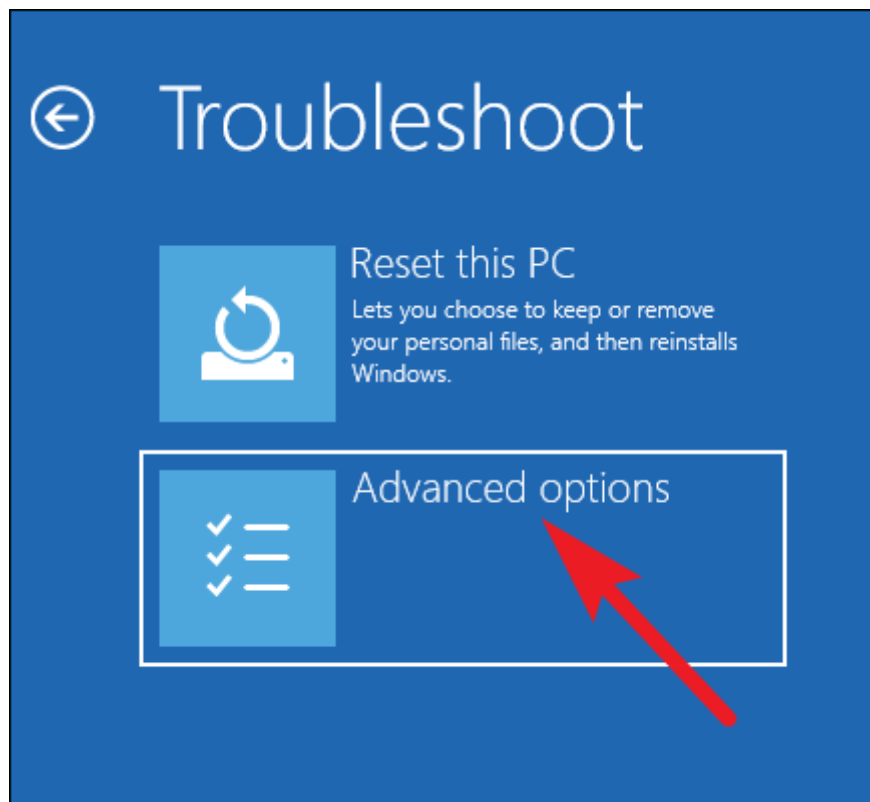 Troubleshoot
Reset this PC
Lets you choose to keep or remove
your personal files, and then reinstalls
Windows.
Advanced options